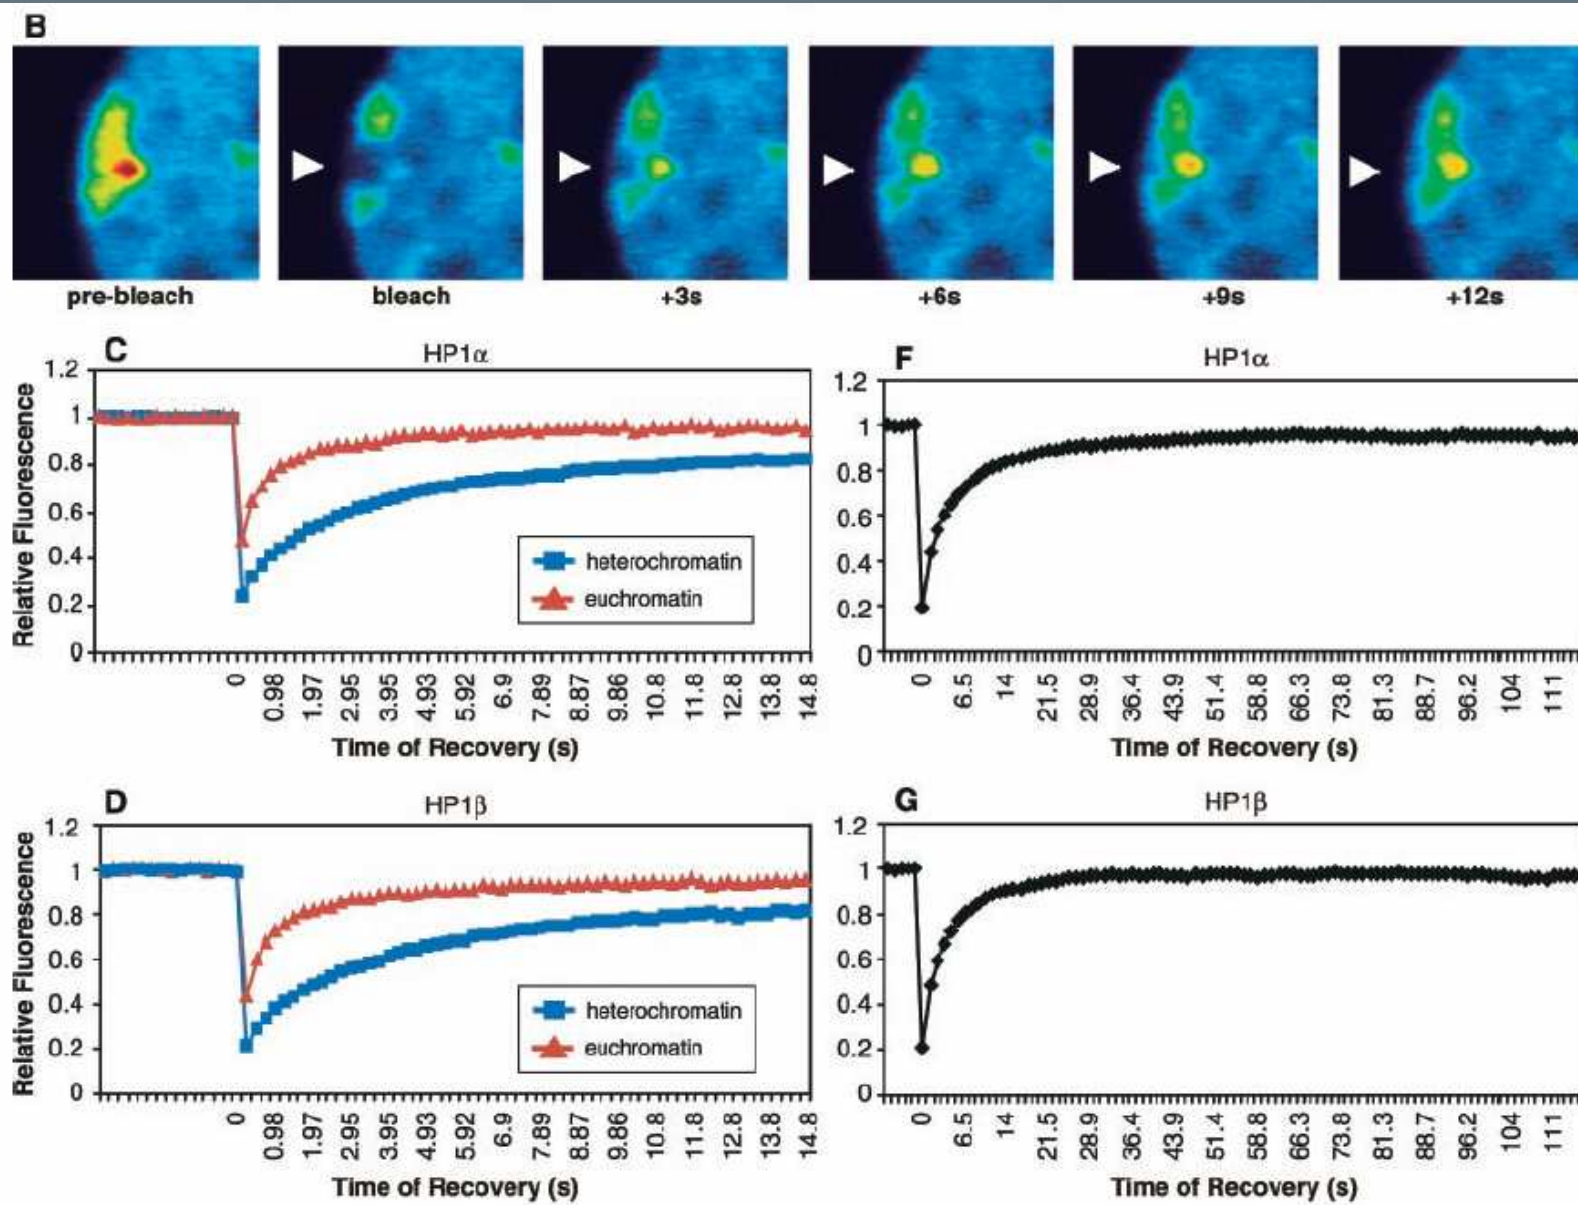 B
pre-bleach
bleach
+3s
+6s
+9s
+12s
C
HP1α
Relative Fluorescence
1.2
1
0.8
0.6
0.4
0.2
0
heterochromatin
euchromatin
0 0.98 1.97 2.95 3.95 4.93 5.92 6.9 7.89 8.87 9.86 10.8 11.8 12.8 13.8 14.8
Time of Recovery (s)
F
HP1α
1.2
1
0.8
0.6
0.4
0.2
0
0 6.5 14 21.5 28.9 36.4 43.9 51.4 58.8 66.3 73.8 81.3 88.7 96.2 104 111
Time of Recovery (s)
D
HP1β
Relative Fluorescence
1.2
1
0.8
0.6
0.4
0.2
0
heterochromatin
euchromatin
0 0.98 1.97 2.95 3.95 4.93 5.92 6.9 7.89 8.87 9.86 10.8 11.8 12.8 13.8 14.8
Time of Recovery (s)
G
HP1β
1.2
1
0.8
0.6
0.4
0.2
0
0 6.5 14 21.5 28.9 36.4 43.9 51.4 58.8 66.3 73.8 81.3 88.7 96.2 104 111
Time of Recovery (s)